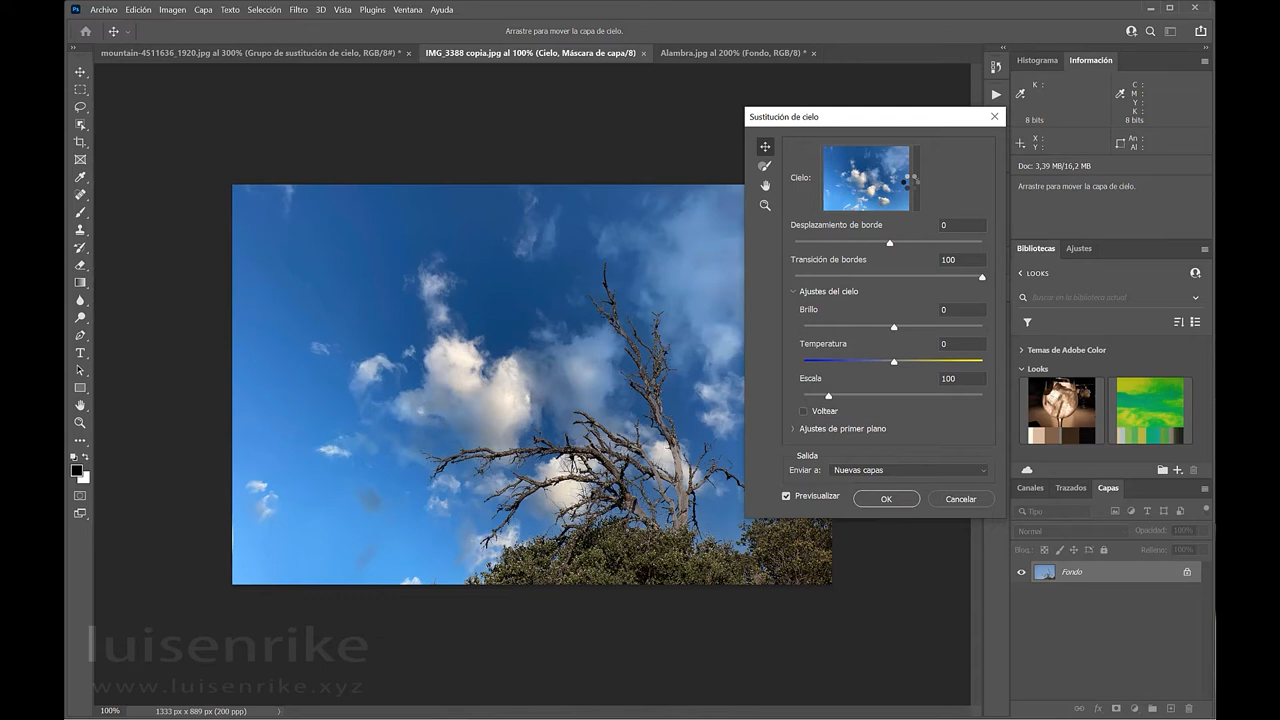 Ps Archivo Edición Imagen Capa Texto Selección Filtro 3D Vista Plugins Ventana Ayuda
Arrastre para mover la capa de cielo.
mountain-4511636_1920.jpg al 300% (Grupo de sustitución de cielo, RGB/8#) * × IMG_3388 copia.jpg al 100% (Cielo, Máscara de capa/8) × Alambra.jpg al 200% (Fondo, RGB/8) * ×
Histograma Información
K :
C :
M :
Y :
K :
8 bits
8 bits
X :
Y :
An :
Al :
Doc: 3,39 MB/16,2 MB
Arrastre para mover la capa de cielo.
Sustitución de cielo
Cielo:
Desplazamiento de borde 0
Transición de bordes 100
Ajustes del cielo
Brillo 0
Temperatura 0
Escala 100
Voltear
Ajustes de primer plano
Salida
Enviar a: Nuevas capas
Previsualizar OK Cancelar
Bibliotecas Ajustes
LOOKS
Buscar en la biblioteca actual
Temas de Adobe Color
Looks
Canales Trazados Capas
Tipo
Normal Opacidad: 100%
Bloq.: Relleno: 100%
Fondo
luisenrike
www.luisenrike.xyz
100% 1333 px x 889 px (200 ppp)